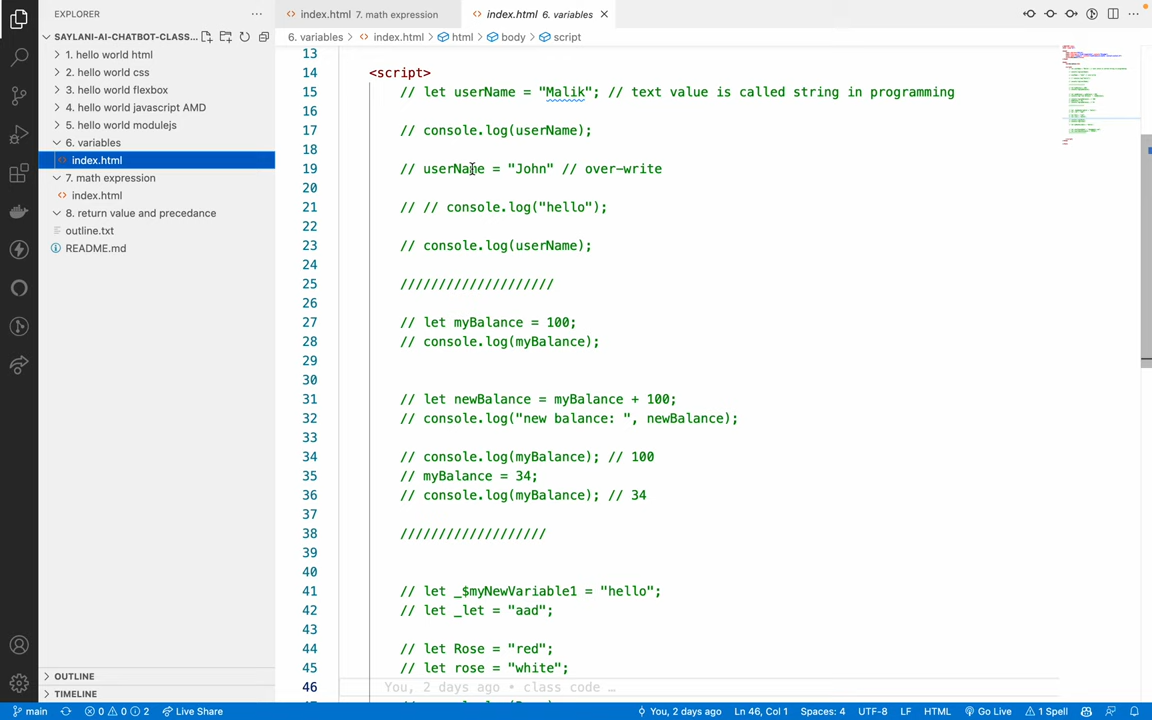 EXPLORER
SAYLANI-AI-CHATBOT-CLASS...
1. hello world html
2. hello world css
3. hello world flexbox
4. hello world javascript AMD
5. hello world modulejs
6. variables
index.html
7. math expression
index.html
8. return value and precedance
outline.txt
README.md
OUTLINE
TIMELINE
index.html 7. math expression
index.html 6. variables
6. variables > index.html > html > body > script
13
14 <script>
15 // let userName = "Malik"; // text value is called string in programming
16
17 // console.log(userName);
18
19 // userName = "John" // over-write
20
21 // // console.log("hello");
22
23 // console.log(userName);
24
25 ////////////////////
26
27 // let myBalance = 100;
28 // console.log(myBalance);
29
30
31 // let newBalance = myBalance + 100;
32 // console.log("new balance: ", newBalance);
33
34 // console.log(myBalance); // 100
35 // myBalance = 34;
36 // console.log(myBalance); // 34
37
38 ///////////////////
39
40
41 // let _$myNewVariable1 = "hello";
42 // let _let = "aad";
43
44 // let Rose = "red";
45 // let rose = "white";
46 You, 2 days ago • class code …
main 0 0 2 Live Share You, 2 days ago Ln 46, Col 1 Spaces: 4 UTF-8 LF HTML Go Live 1 Spell